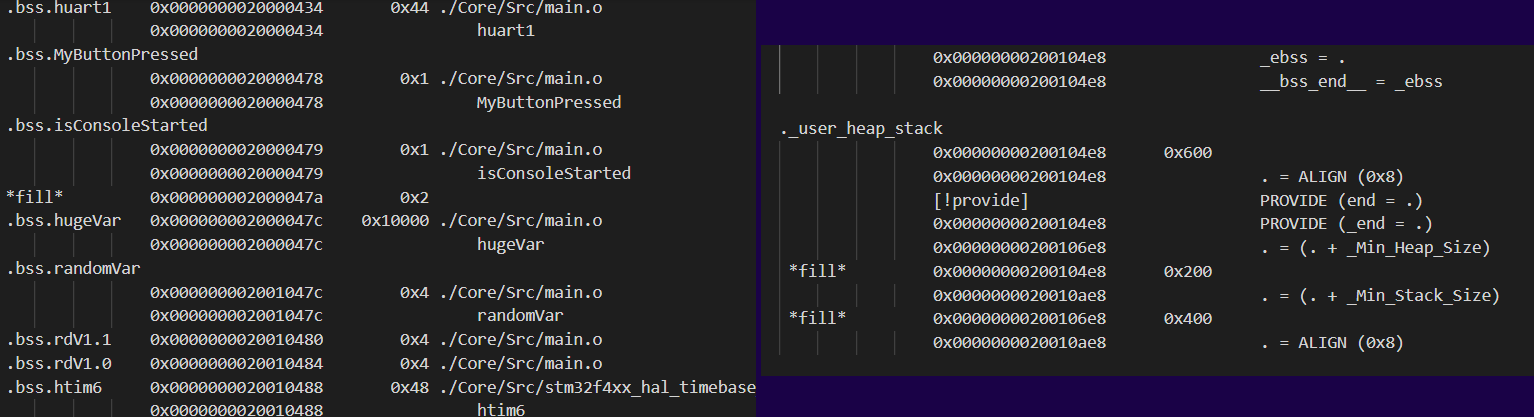 .bss.huart1 0x0000000020000434 0x44 ./Core/Src/main.o
0x0000000020000434 huart1
.bss.MyButtonPressed
0x0000000020000478 0x1 ./Core/Src/main.o
0x0000000020000478 MyButtonPressed
.bss.isConsoleStarted
0x0000000020000479 0x1 ./Core/Src/main.o
0x0000000020000479 isConsoleStarted
*fill* 0x000000002000047a 0x2
.bss.hugeVar 0x000000002000047c 0x10000 ./Core/Src/main.o
0x000000002000047c hugeVar
.bss.randomVar
0x000000002001047c 0x4 ./Core/Src/main.o
0x000000002001047c randomVar
.bss.rdV1.1 0x0000000020010480 0x4 ./Core/Src/main.o
.bss.rdV1.0 0x0000000020010484 0x4 ./Core/Src/main.o
.bss.htim6 0x0000000020010488 0x48 ./Core/Src/stm32f4xx_hal_timebase
0x0000000020010488 htim6
0x00000000200104e8 _ebss = .
0x00000000200104e8 __bss_end__ = _ebss
._user_heap_stack
0x00000000200104e8 0x600
0x00000000200104e8 . = ALIGN (0x8)
[!provide] PROVIDE (end = .)
0x00000000200104e8 PROVIDE (_end = .)
0x00000000200106e8 . = (. + _Min_Heap_Size)
*fill* 0x00000000200104e8 0x200
0x0000000020010ae8 . = (. + _Min_Stack_Size)
*fill* 0x00000000200106e8 0x400
0x0000000020010ae8 . = ALIGN (0x8)